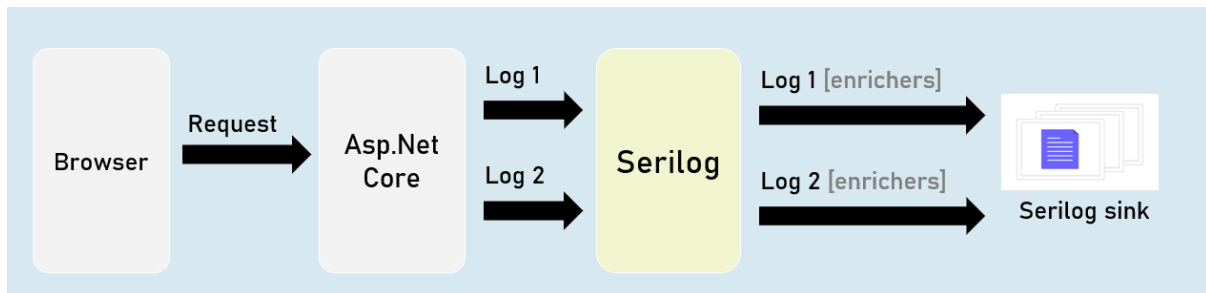 Browser
Request
Asp.Net
Core
Log 1
Log 2
Serilog
Log 1 [enrichers]
Log 2 [enrichers]
Serilog sink